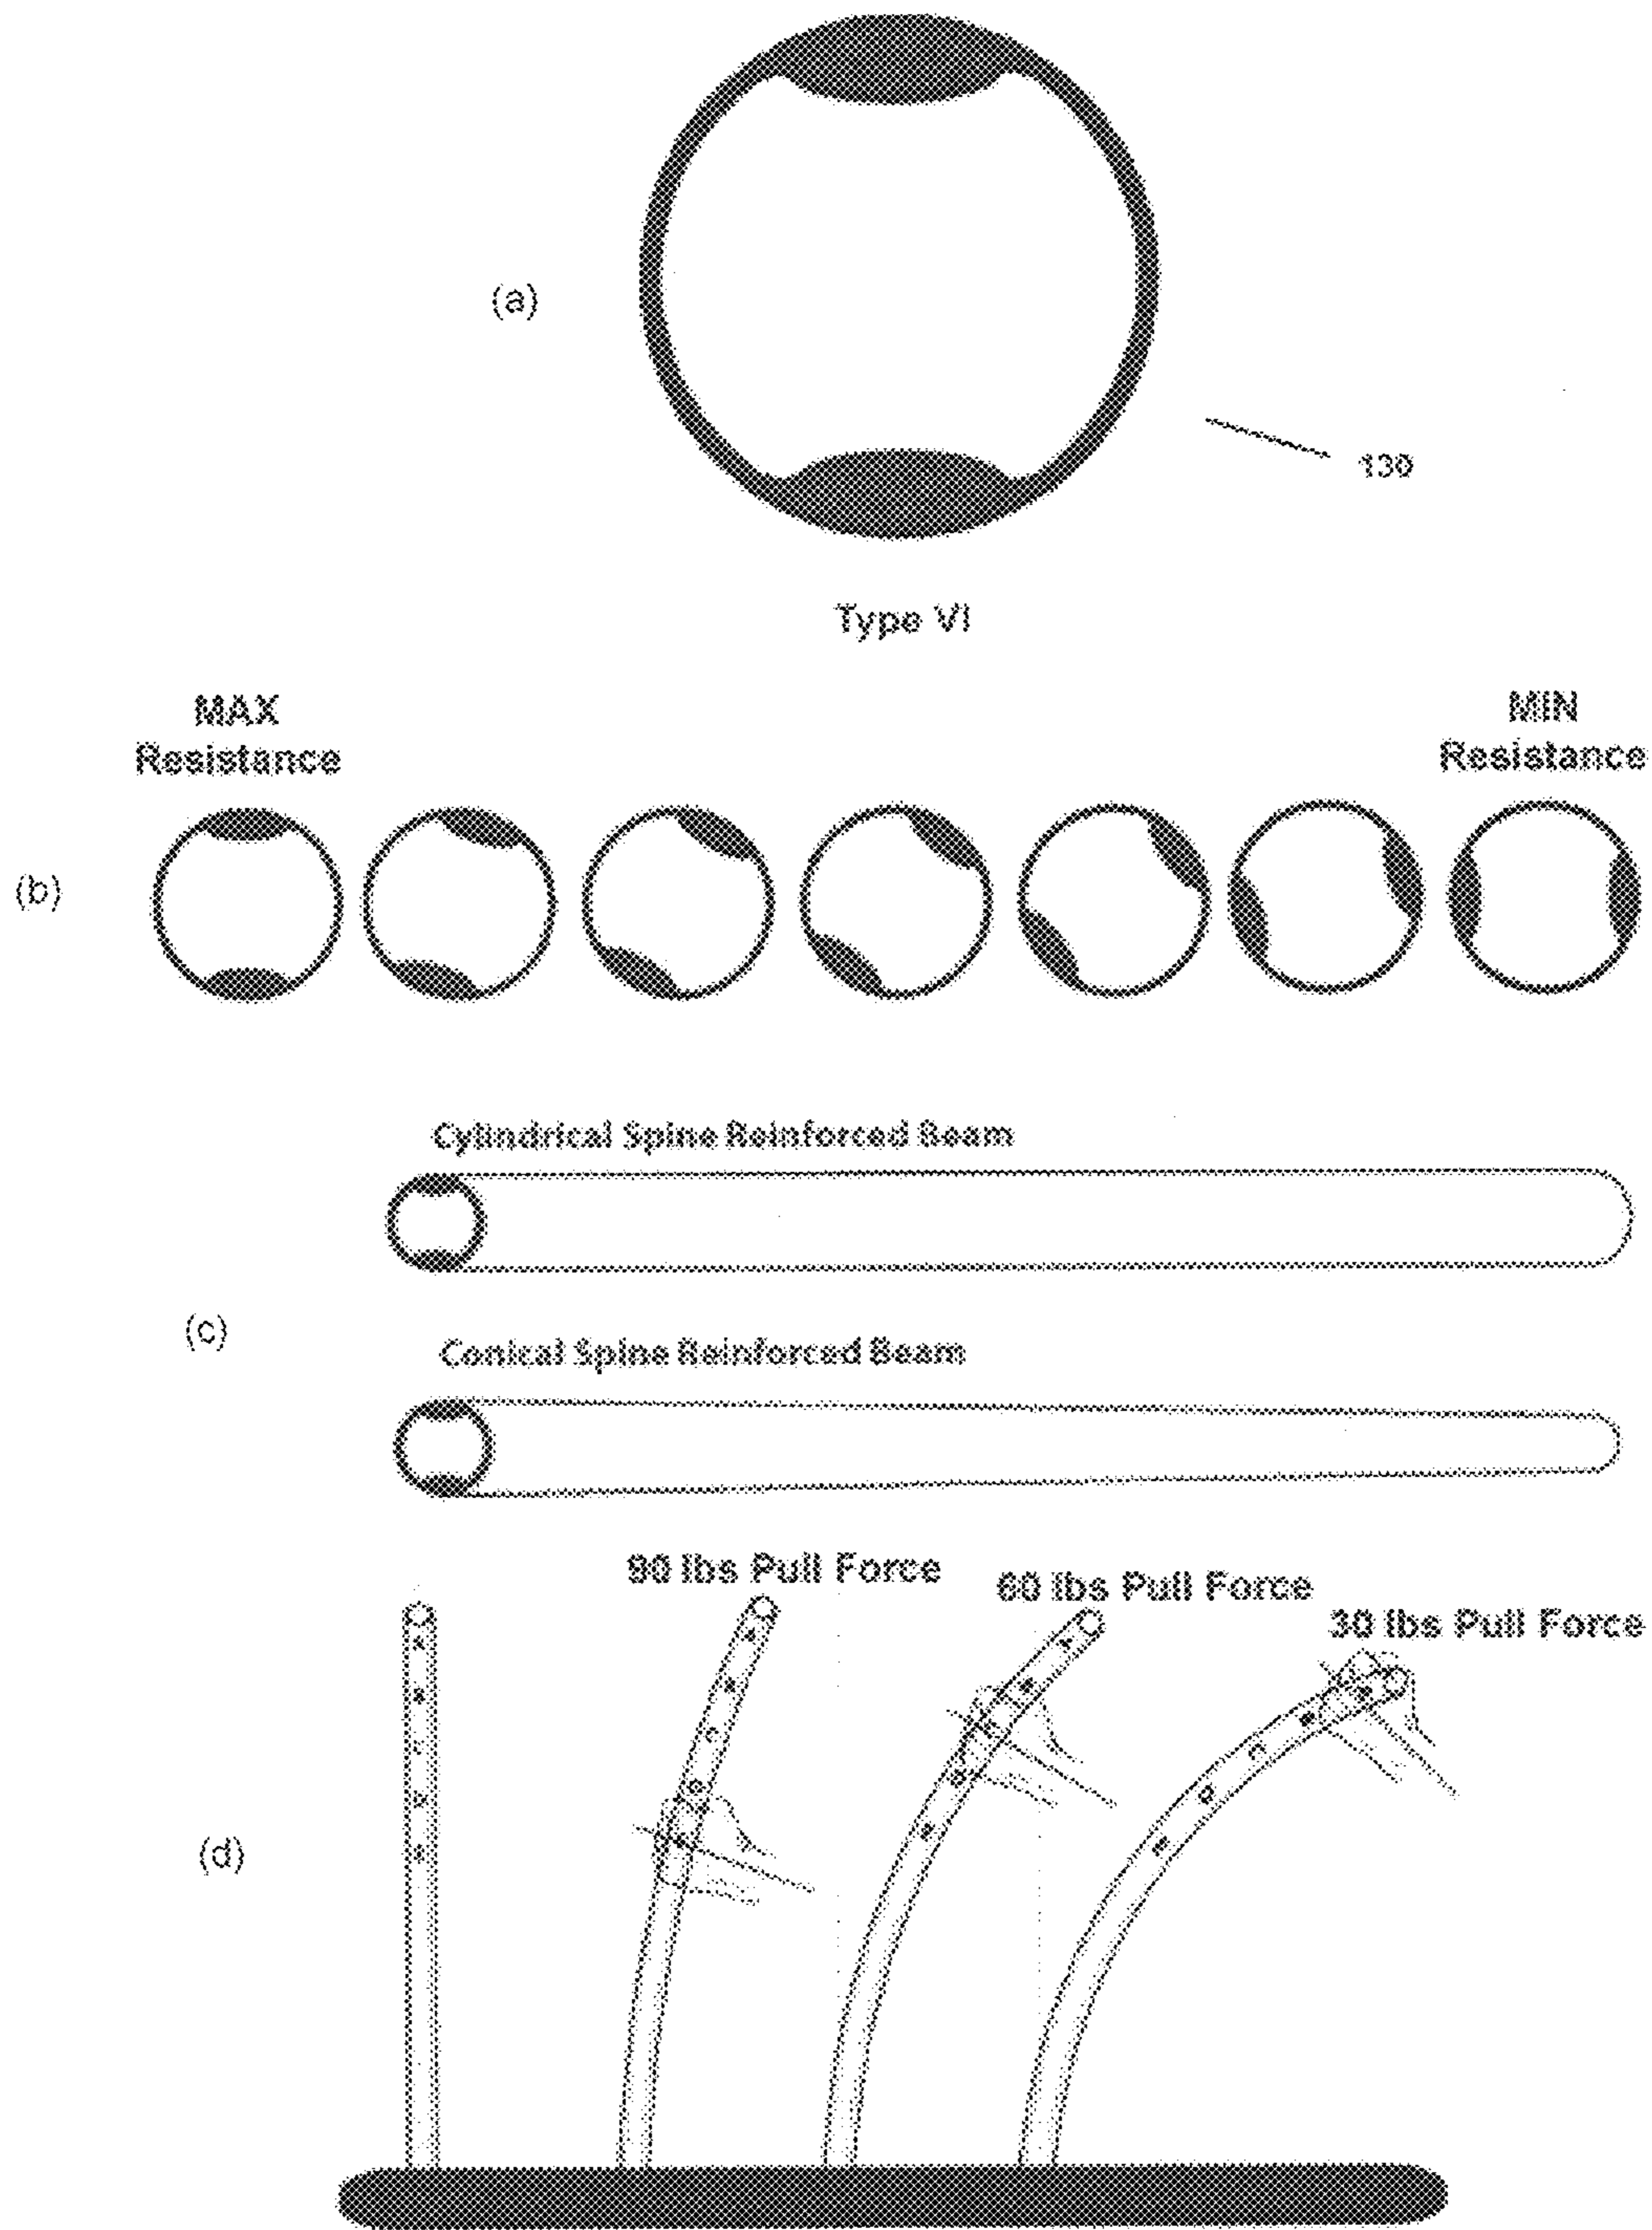 (a)
130
Type VI
MAX
Resistance
MIN
Resistance
(b)
Cylindrical Spine Reinforced Beam
(c)
Conical Spine Reinforced Beam
90 lbs Pull Force
60 lbs Pull Force
30 lbs Pull Force
(d)